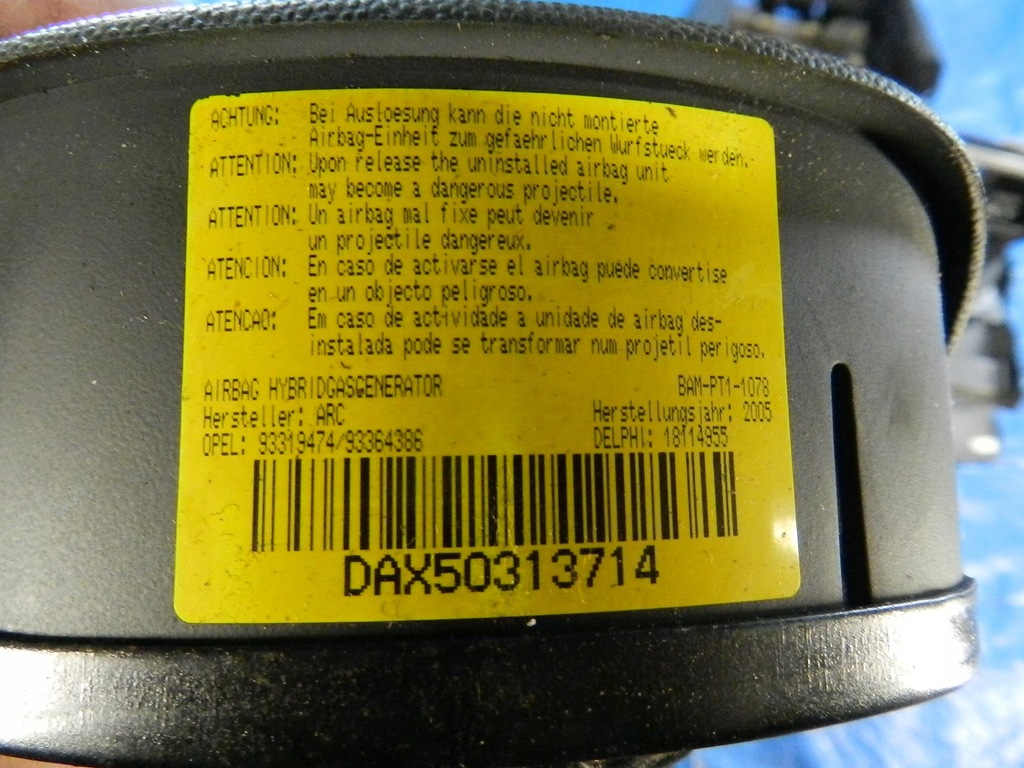 ACHTUNG: Bei Ausloesung kann die nicht montierte
Airbag-Einheit zum gefaehrlichen Wurfstueck werden.
ATTENTION: Upon release the uninstalled airbag unit
may become a dangerous projectile.
ATTENTION: Un airbag mal fixe peut devenir
un projectile dangereux.
ATENCION: En caso de activarse el airbag puede convertise
en un objecto peligroso.
ATENCAO: Em caso de actividade a unidade de airbag des-
instalada pode se transformar num projetil perigoso.
AIRBAG HYBRIDGASGENERATOR BAM-PT1-1078
Hersteller: ARC Herstellungsjahr: 2005
OPEL: 93319474/93364386 DELPHI: 18114955
DAX50313714